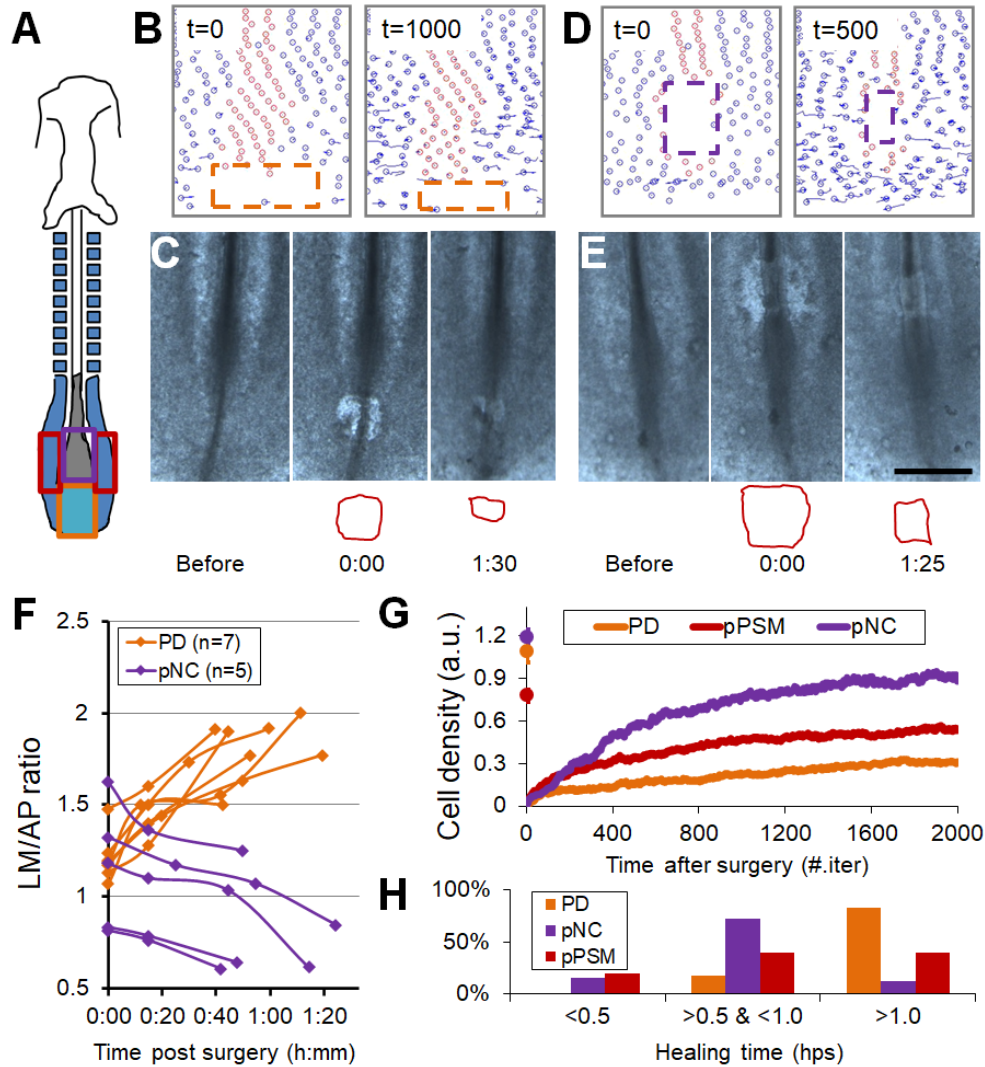 A
B
t=0
t=1000
D
t=0
t=500
C
E
Before
0:00
1:30
Before
0:00
1:25
F
LM/AP ratio
2.5
2
1.5
1
0.5
PD (n=7)
pNC (n=5)
0:00 0:20 0:40 1:00 1:20
Time post surgery (h:mm)
G
Cell density (a.u.)
PD pPSM pNC
1.2
0.9
0.6
0.3
0
0 400 800 1200 1600 2000
Time after surgery (#.iter)
H
100%
50%
0%
PD
pNC
pPSM
<0.5 >0.5 & <1.0 >1.0
Healing time (hps)